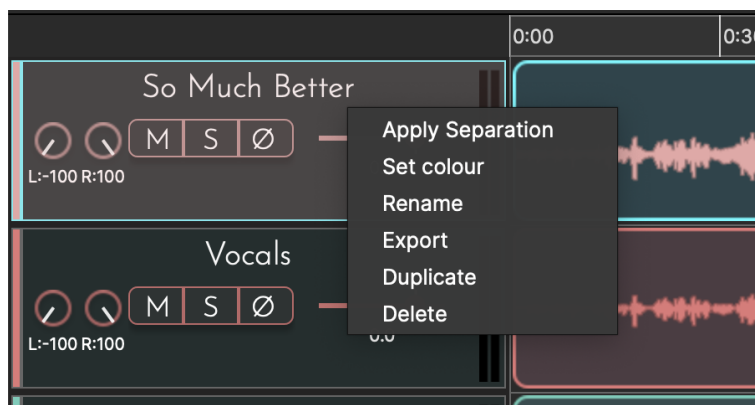 0:00
0:30
So Much Better
M S Ø
L:-100 R:100
Apply Separation
Set colour
Rename
Export
Duplicate
Delete
Vocals
M S Ø
L:-100 R:100
0.0